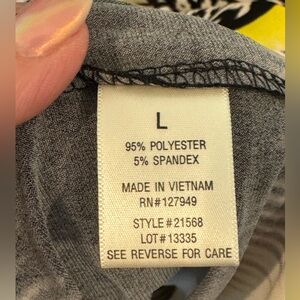 L
95% POLYESTER
5% SPANDEX
MADE IN VIETNAM
RN#127949
STYLE#21568
LOT#13335
SEE REVERSE FOR CARE